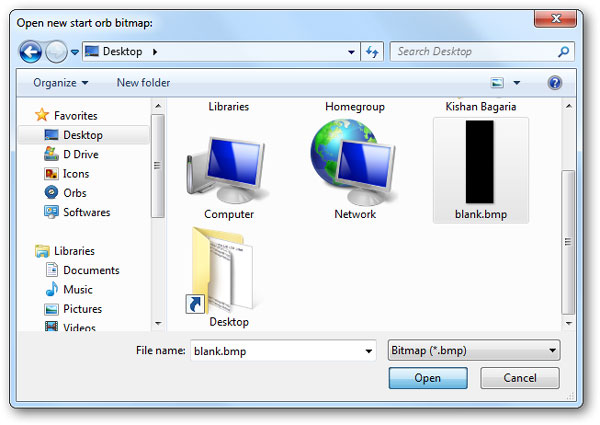 Open new start orb bitmap:
Desktop
Search Desktop
Organize
New folder
Favorites
Desktop
D Drive
Icons
Orbs
Softwares
Libraries
Documents
Music
Pictures
Videos
Libraries
Homegroup
Kishan Bagaria
Computer
Network
blank.bmp
Desktop
File name:
blank.bmp
Bitmap (*.bmp)
Open
Cancel